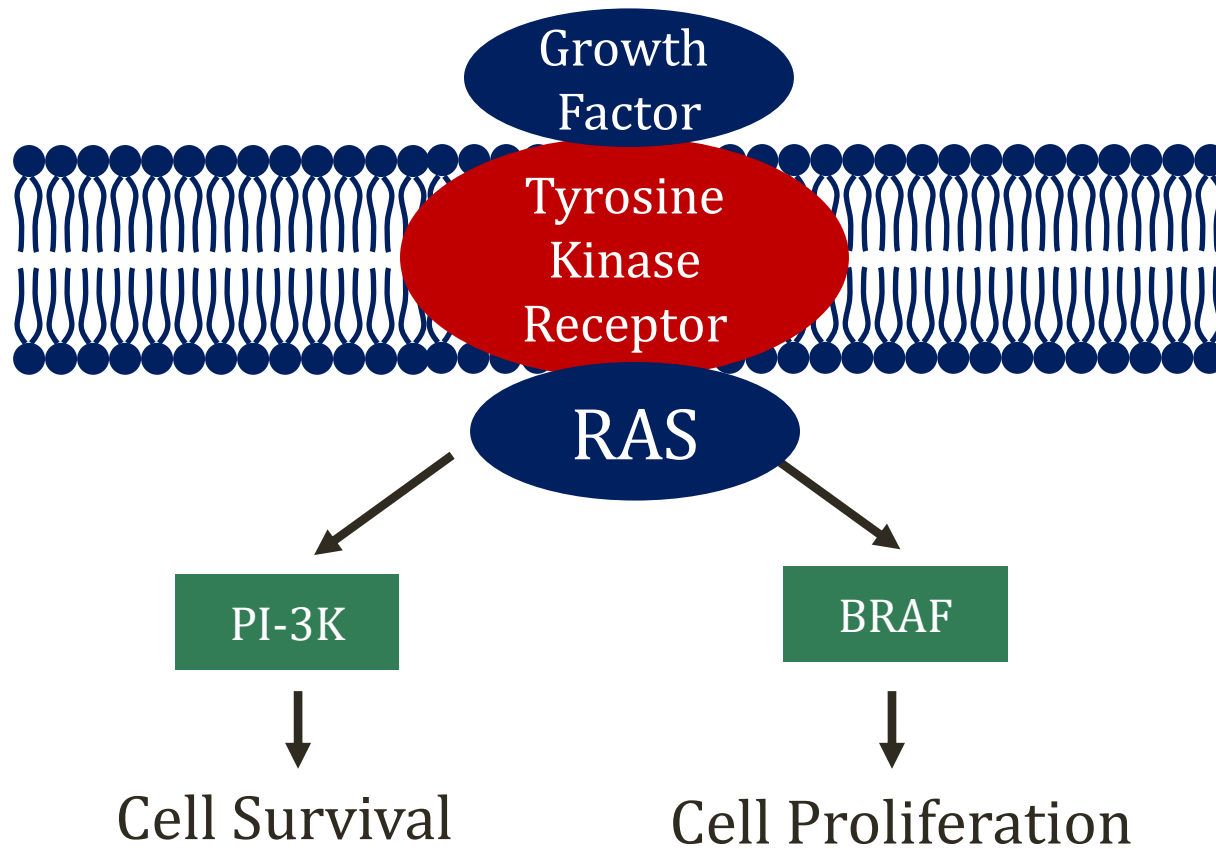 Growth
Factor
Tyrosine
Kinase
Receptor
RAS
PI-3K
BRAF
Cell Survival
Cell Proliferation